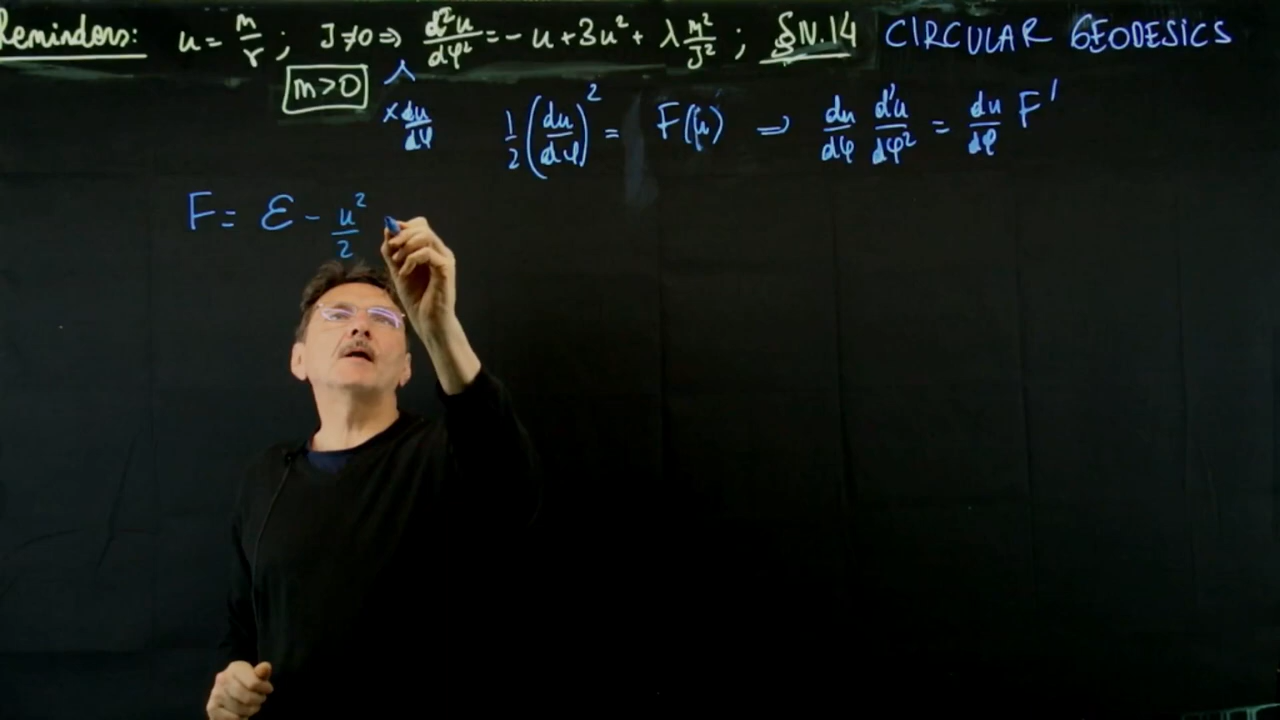 Reminders: u = m/r ; J≠0 ⇒ d²u/dφ² = - u + 3u² + λ m²/J² ; §N.14 CIRCULAR GEODESICS
m>0
× du/dφ 1/2 (du/dφ)² = F(u) ⇒ du/dφ d²u/dφ² = du/dφ F'
F = ℰ - u²/2